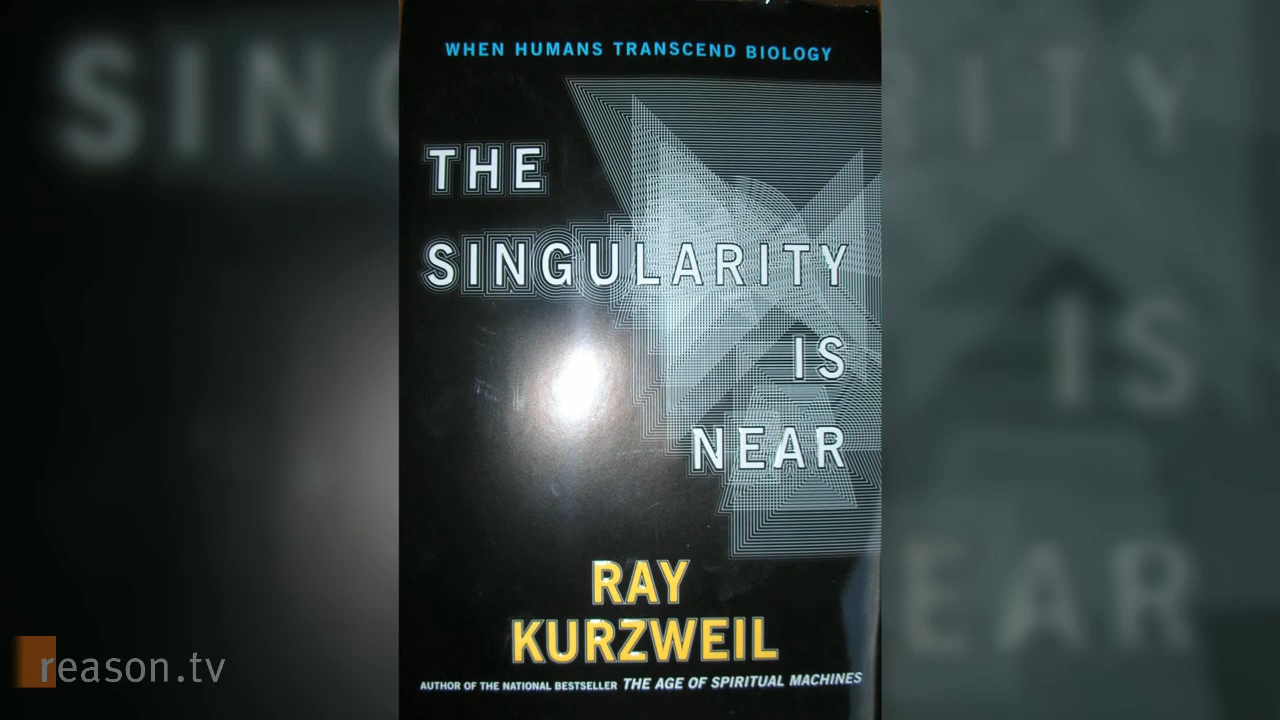 WHEN HUMANS TRANSCEND BIOLOGY
THE
SINGULARITY
IS
NEAR
RAY
KURZWEIL
AUTHOR OF THE NATIONAL BESTSELLER THE AGE OF SPIRITUAL MACHINES
reason.tv